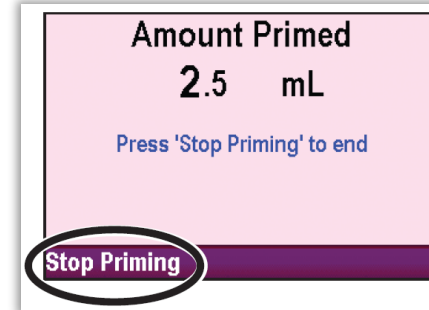 Amount Primed
2.5 mL
Press 'Stop Priming' to end
Stop Priming